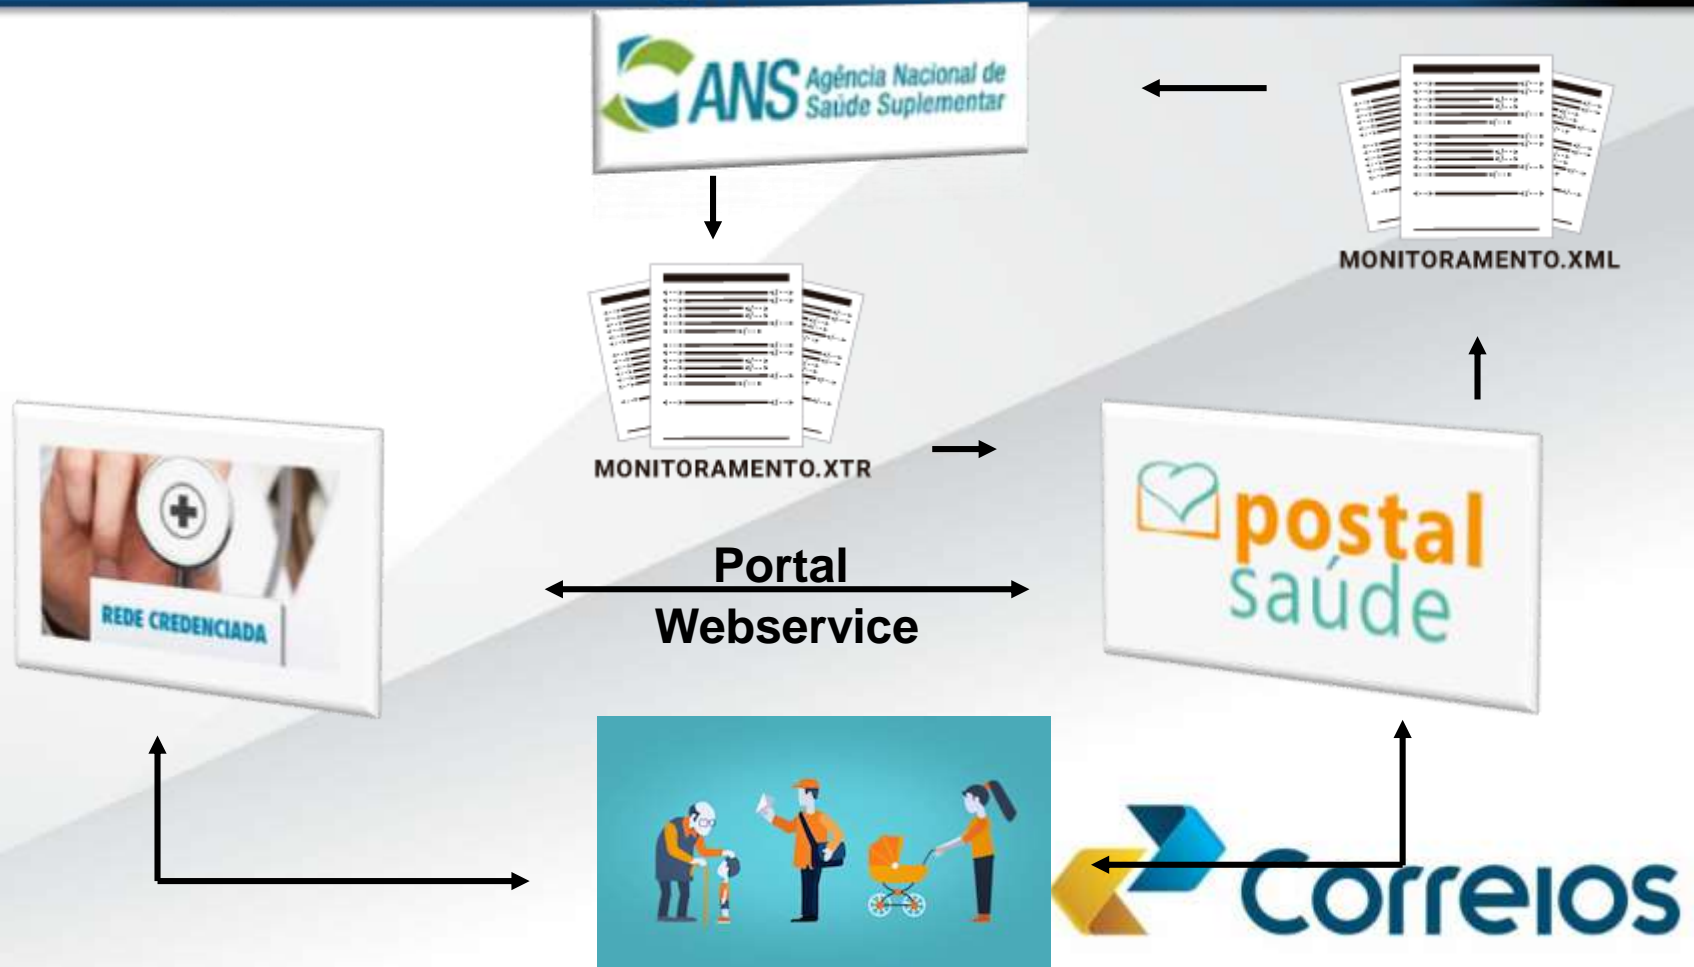 ANS Agência Nacional de
Saúde Suplementar
MONITORAMENTO.XML
MONITORAMENTO.XTR
REDE CREDENCIADA
Portal
Webservice
postal
saúde
Correios